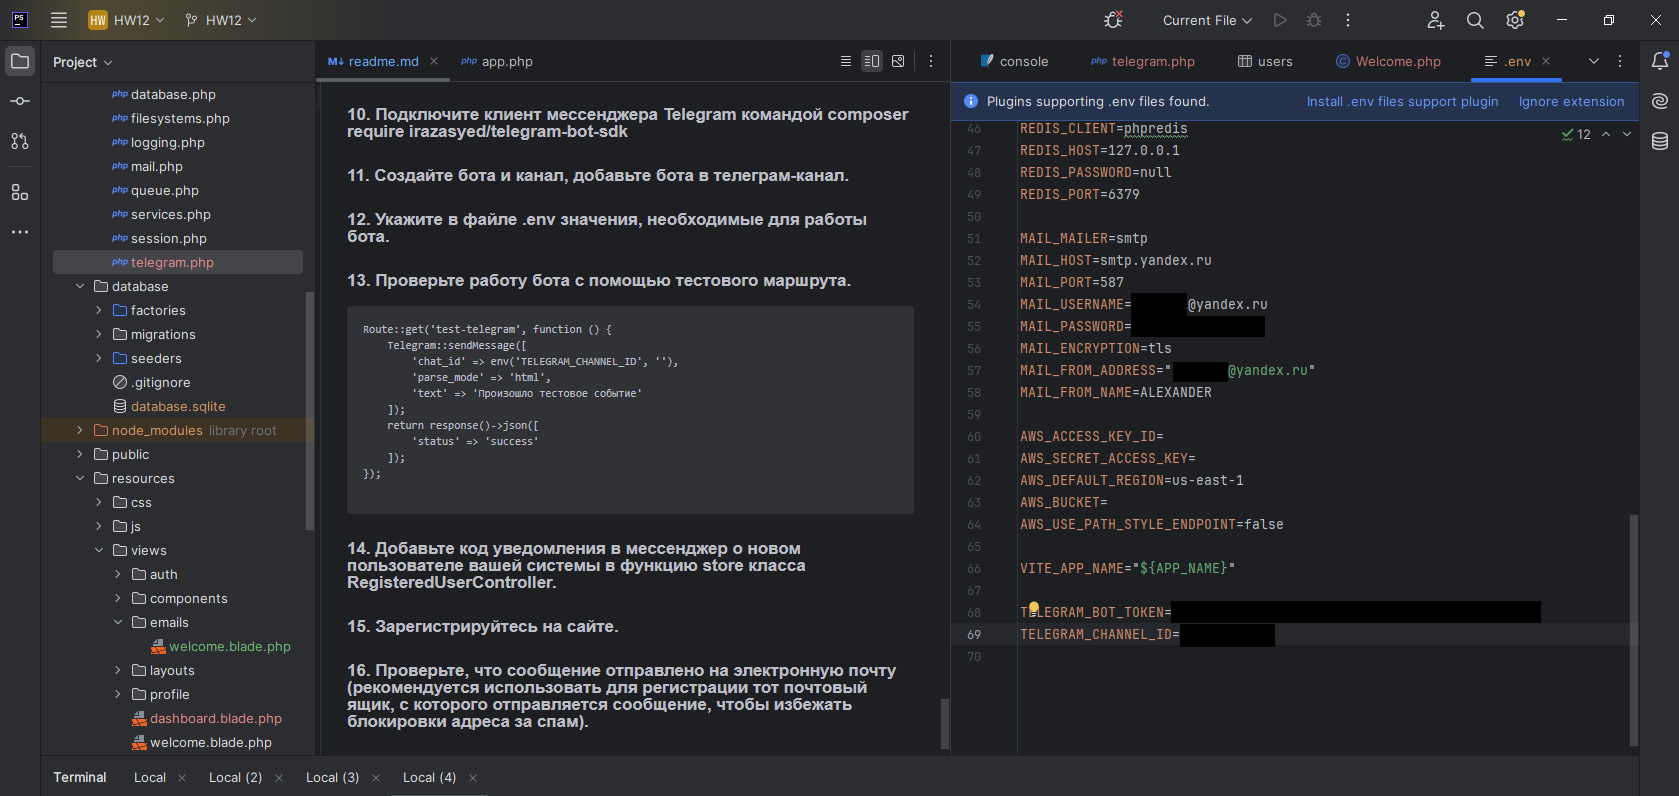 PS
HW HW12
HW12
Current File
Project
php database.php
php filesystems.php
php logging.php
php mail.php
php queue.php
php services.php
php session.php
php telegram.php
database
factories
migrations
seeders
.gitignore
database.sqlite
node_modules library root
public
resources
css
js
views
auth
components
emails
welcome.blade.php
layouts
profile
dashboard.blade.php
welcome.blade.php
M↓ readme.md
php app.php
10. Подключите клиент мессенджера Telegram командой composer
require irazasyed/telegram-bot-sdk
11. Создайте бота и канал, добавьте бота в телеграм-канал.
12. Укажите в файле .env значения, необходимые для работы
бота.
13. Проверьте работу бота с помощью тестового маршрута.
Route::get('test-telegram', function () {
    Telegram::sendMessage([
        'chat_id' => env('TELEGRAM_CHANNEL_ID', ''),
        'parse_mode' => 'html',
        'text' => 'Произошло тестовое событие'
    ]);
    return response()->json([
        'status' => 'success'
    ]);
});
14. Добавьте код уведомления в мессенджер о новом
пользователе вашей системы в функцию store класса
RegisteredUserController.
15. Зарегистрируйтесь на сайте.
16. Проверьте, что сообщение отправлено на электронную почту
(рекомендуется использовать для регистрации тот почтовый
ящик, с которого отправляется сообщение, чтобы избежать
блокировки адреса за спам).
console
php telegram.php
users
Welcome.php
.env
Plugins supporting .env files found.
Install .env files support plugin
Ignore extension
12
46 REDIS_CLIENT=phpredis
47 REDIS_HOST=127.0.0.1
48 REDIS_PASSWORD=null
49 REDIS_PORT=6379
50
51 MAIL_MAILER=smtp
52 MAIL_HOST=smtp.yandex.ru
53 MAIL_PORT=587
54 MAIL_USERNAME= @yandex.ru
55 MAIL_PASSWORD=
56 MAIL_ENCRYPTION=tls
57 MAIL_FROM_ADDRESS=" @yandex.ru"
58 MAIL_FROM_NAME=ALEXANDER
59
60 AWS_ACCESS_KEY_ID=
61 AWS_SECRET_ACCESS_KEY=
62 AWS_DEFAULT_REGION=us-east-1
63 AWS_BUCKET=
64 AWS_USE_PATH_STYLE_ENDPOINT=false
65
66 VITE_APP_NAME="${APP_NAME}"
67
68 TELEGRAM_BOT_TOKEN=
69 TELEGRAM_CHANNEL_ID=
70
Terminal
Local
Local (2)
Local (3)
Local (4)